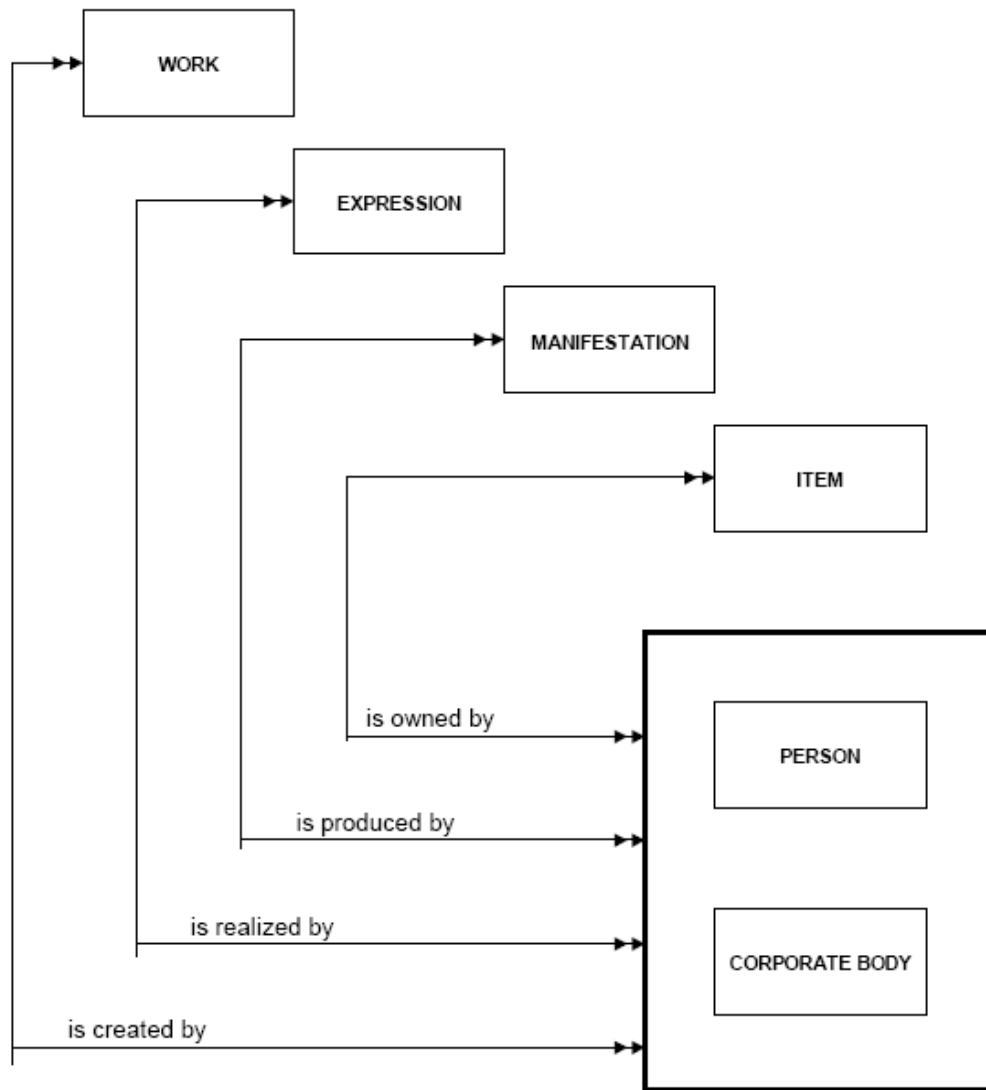 WORK
EXPRESSION
MANIFESTATION
ITEM
is owned by
PERSON
is produced by
is realized by
CORPORATE BODY
is created by